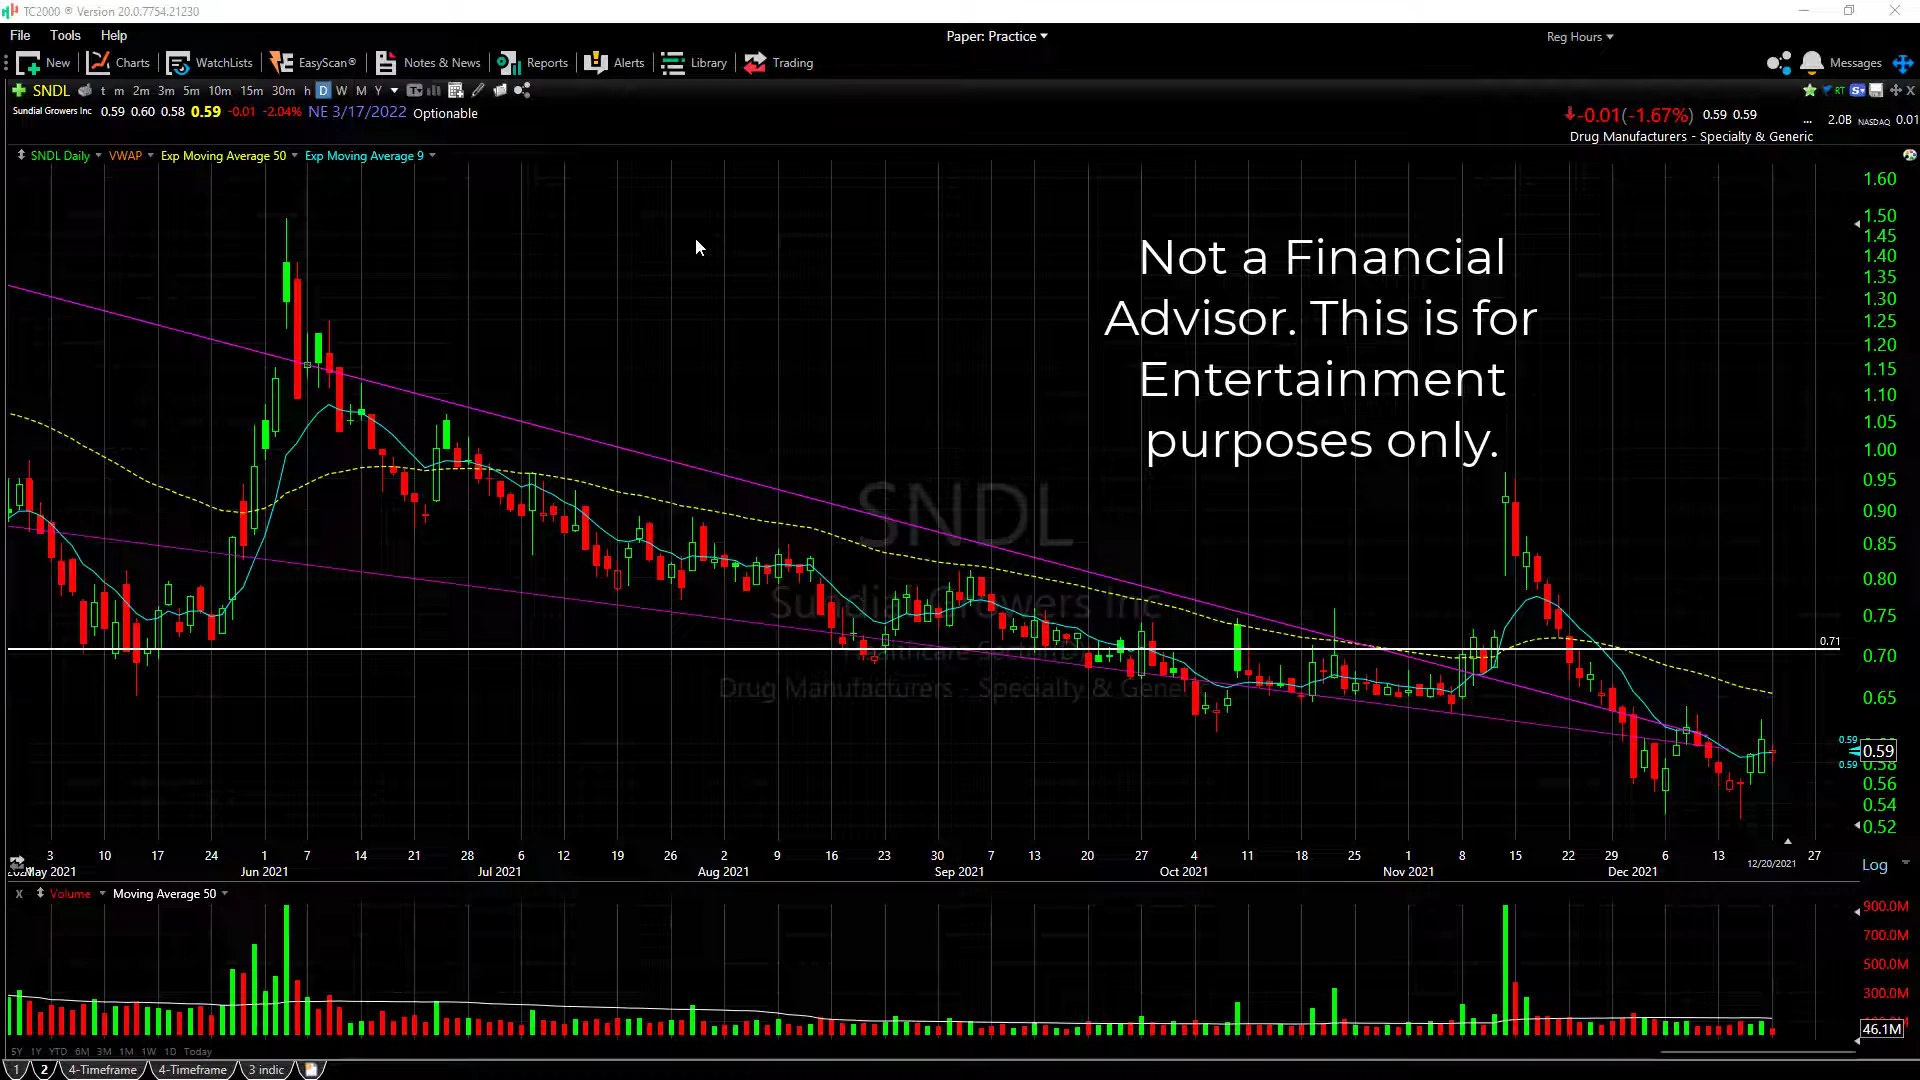 TC2000 ® Version 20.0.7754.21230
File Tools Help
Paper: Practice
Reg Hours
New Charts WatchLists EasyScan® Notes & News Reports Alerts Library Trading
Messages
SNDL t m 2m 3m 5m 10m 15m 30m h D W M Y
RT
Sundial Growers Inc 0.59 0.60 0.58 0.59 -0.01 -2.04% NE 3/17/2022 Optionable
-0.01(-1.67%) 0.59 0.59 ... 2.0B NASDAQ 0.01
Drug Manufacturers - Specialty & Generic
SNDL Daily VWAP Exp Moving Average 50 Exp Moving Average 9
Not a Financial
Advisor. This is for
Entertainment
purposes only.
SNDL
Sundial Growers Inc
Drug Manufacturers - Specialty & Gene
1.60
1.50
1.45
1.40
1.35
1.30
1.25
1.20
1.15
1.10
1.05
1.00
0.95
0.90
0.85
0.80
0.75
0.71
0.70
0.65
0.59
0.59
0.59
0.58
0.56
0.54
0.52
3 10 17 24 1 7 14 21 28 6 12 19 26 2 9 16 23 30 7 13 20 27 4 11 18 25 1 8 15 22 29 6 13 27
May 2021 Jun 2021 Jul 2021 Aug 2021 Sep 2021 Oct 2021 Nov 2021 Dec 2021 12/20/2021
Log
X Volume Moving Average 50
900.0M
700.0M
500.0M
300.0M
46.1M
5Y 1Y YTD 6M 3M 1M 1W 1D Today
1 2 4-Timeframe 4-Timeframe 3 indic